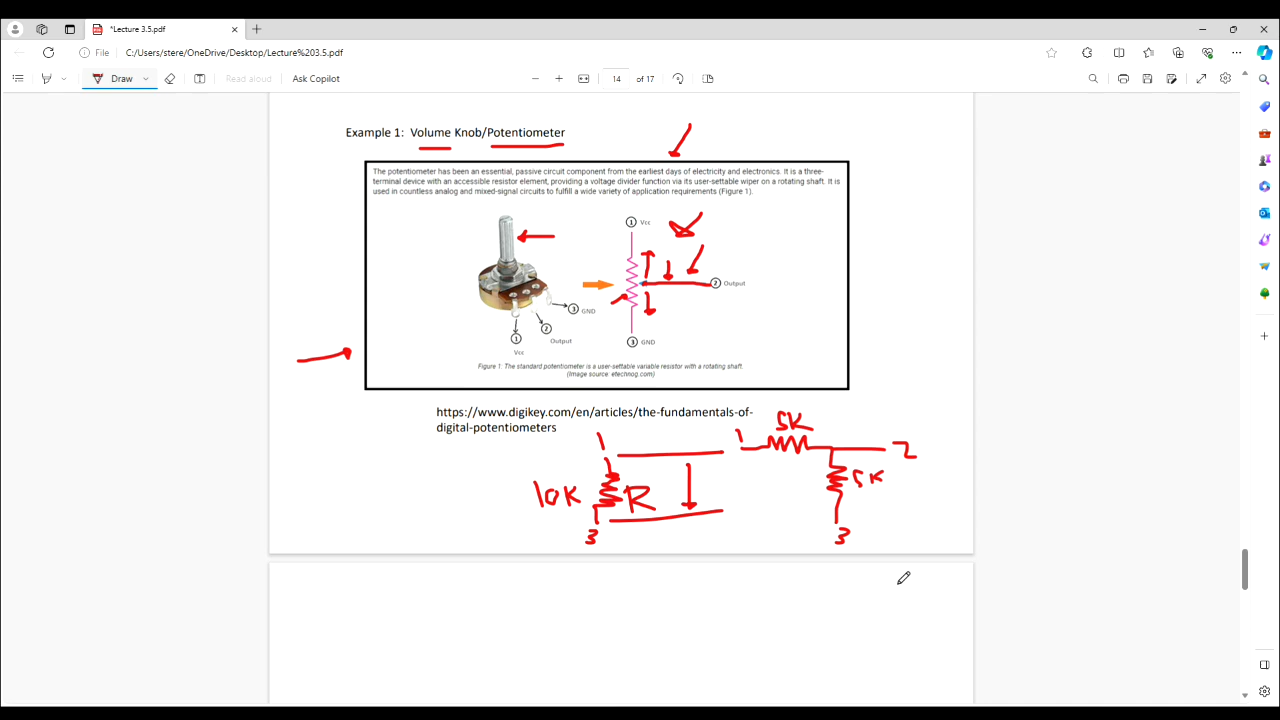 *Lecture 3.5.pdf
File
C:/Users/stere/OneDrive/Desktop/Lecture%203.5.pdf
Draw
Read aloud
Ask Copilot
14
of 17
Example 1: Volume Knob/Potentiometer
The potentiometer has been an essential, passive circuit component from the earliest days of electricity and electronics. It is a three-
terminal device with an accessible resistor element, providing a voltage divider function via its user-settable wiper on a rotating shaft. It is
used in countless analog and mixed-signal circuits to fulfill a wide variety of application requirements (Figure 1).
1 Vcc
2 Output
3 GND
1
Vcc
2
Output
3 GND
Figure 1: The standard potentiometer is a user-settable variable resistor with a rotating shaft.
(Image source: etechnog.com)
https://www.digikey.com/en/articles/the-fundamentals-of-
digital-potentiometers
1
10K
R
3
1
5K
2
5K
3